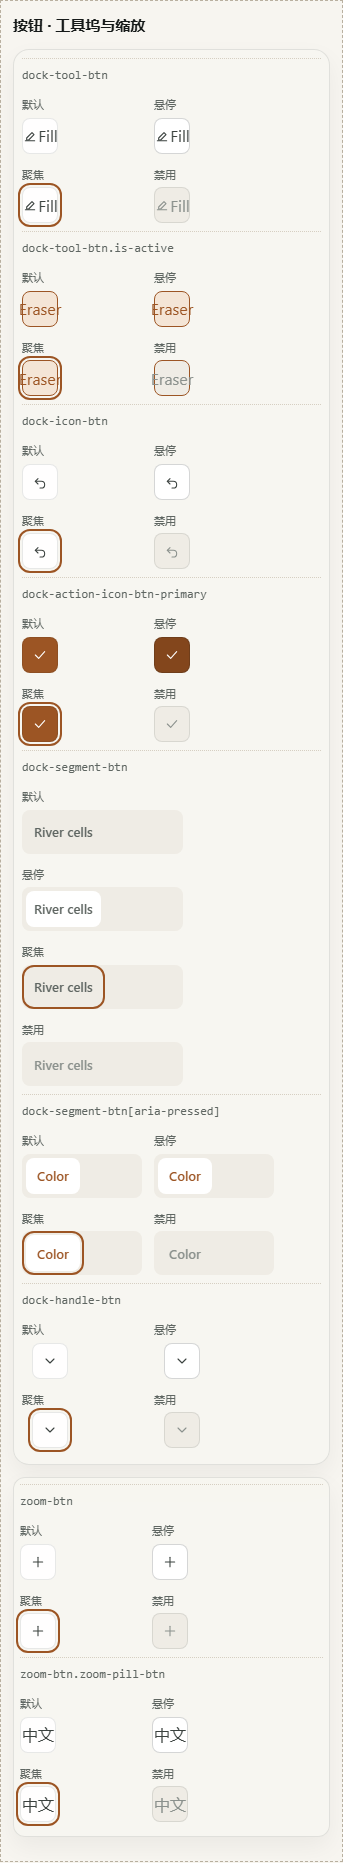 按钮 · 工具坞与缩放
dock-tool-btn
默认 悬停
Fill Fill
聚焦 禁用
Fill Fill
dock-tool-btn.is-active
默认 悬停
Eraser Eraser
聚焦 禁用
Eraser Eraser
dock-icon-btn
默认 悬停
聚焦 禁用
dock-action-icon-btn-primary
默认 悬停
聚焦 禁用
dock-segment-btn
默认
River cells
悬停
River cells
聚焦
River cells
禁用
River cells
dock-segment-btn[aria-pressed]
默认 悬停
Color Color
聚焦 禁用
Color Color
dock-handle-btn
默认 悬停
聚焦 禁用
zoom-btn
默认 悬停
聚焦 禁用
zoom-btn.zoom-pill-btn
默认 悬停
中文 中文
聚焦 禁用
中文 中文